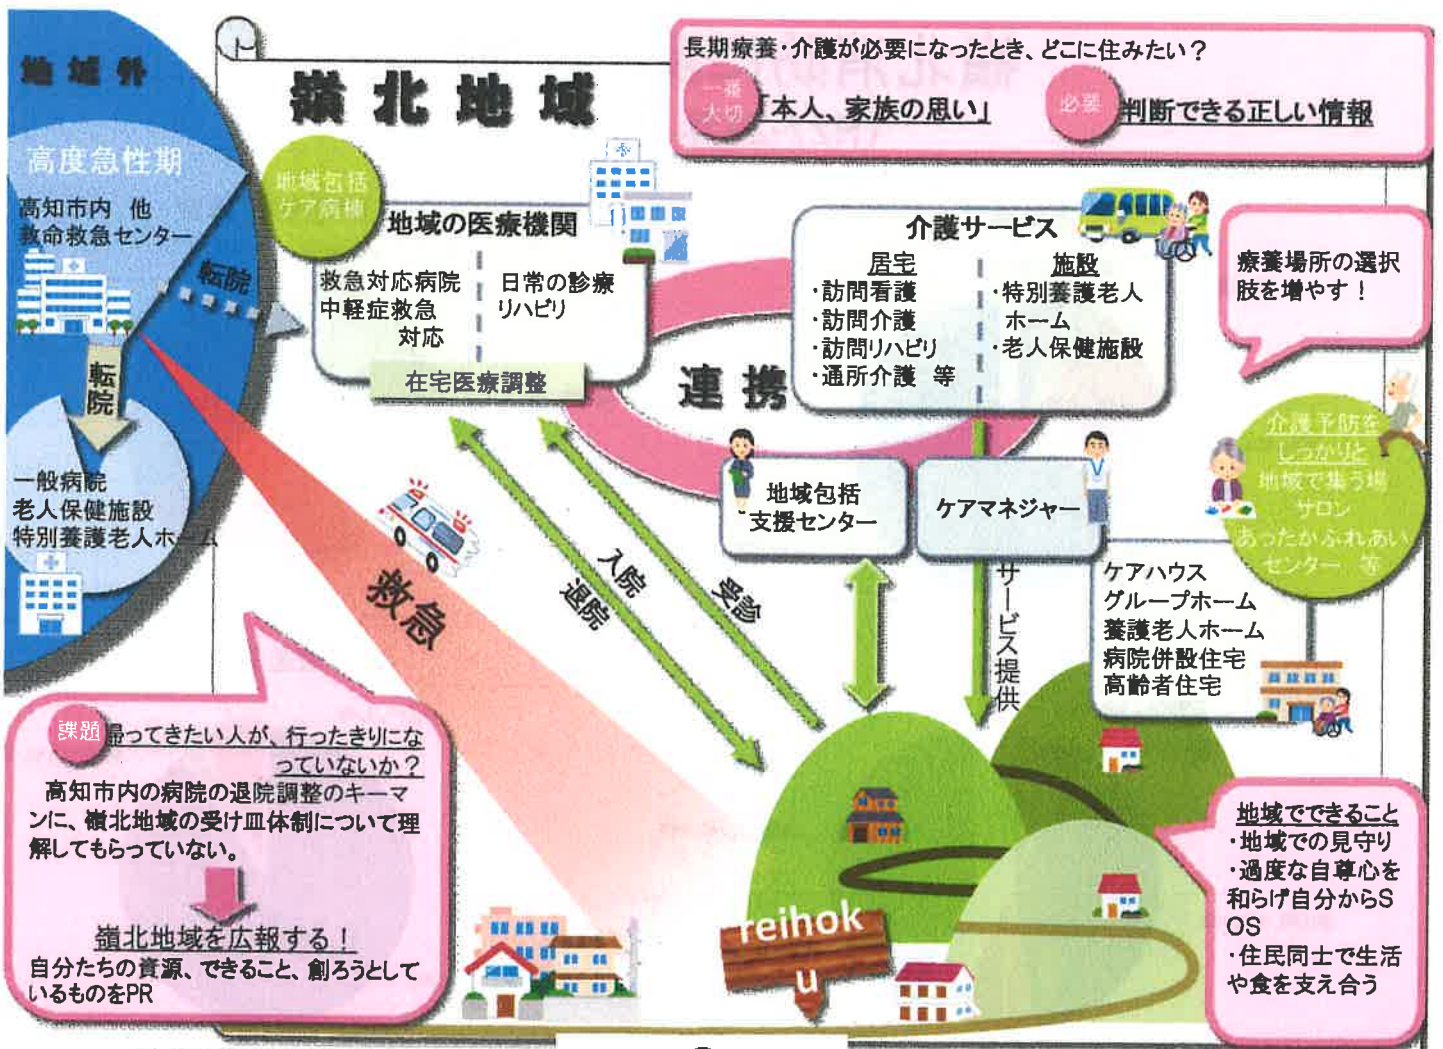 地域外
嶺北地域
長期療養・介護が必要になったとき、どこに住みたい？
一番
大切
「本人、家族の思い」
必要
判断できる正しい情報
高度急性期
高知市内　他
救命救急センター
転院
転院
一般病院
老人保健施設
特別養護老人ホーム
地域包括
ケア病棟
地域の医療機関
救急対応病院
中軽症救急
対応
日常の診療
リハビリ
在宅医療調整
連携
介護サービス
居宅
・訪問看護
・訪問介護
・訪問リハビリ
・通所介護　等
施設
・特別養護老人
ホーム
・老人保健施設
療養場所の選択
肢を増やす！
介護予防を
しっかりと
地域で集う場
サロン
あったかふれあい
センター　等
地域包括
支援センター
ケアマネジャー
ケアハウス
グループホーム
養護老人ホーム
病院併設住宅
高齢者住宅
救急
入院
退院
受診
サービス提供
課題
帰ってきたい人が、行ったきりにな
っていないか？
高知市内の病院の退院調整のキーマ
ンに、嶺北地域の受け皿体制について理
解してもらっていない。
嶺北地域を広報する！
自分たちの資源、できること、創ろうとして
いるものをPR
reihok
u
地域でできること
・地域での見守り
・過度な自尊心を
和らげ自分からS
OS
・住民同士で生活
や食を支え合う